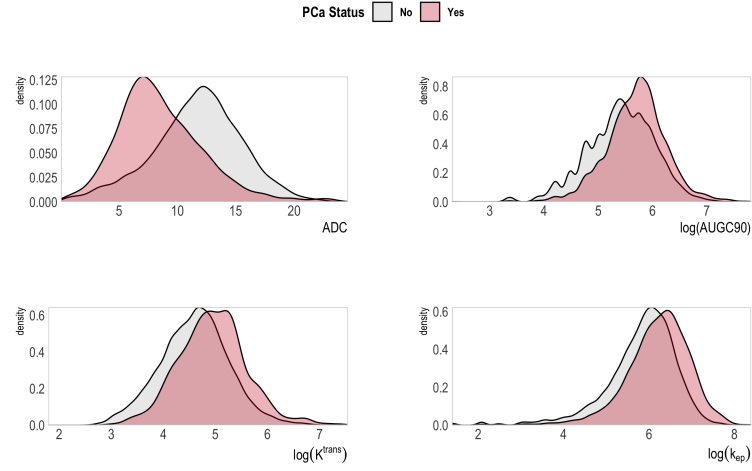 PCa Status No Yes
density
0.125
0.100
0.075
0.050
0.025
0.000
5 10 15 20
ADC
density
0.8
0.6
0.4
0.2
0.0
3 4 5 6 7
log(AUGC90)
density
0.6
0.4
0.2
0.0
2 3 4 5 6 7
log(K^trans)
density
0.6
0.4
0.2
0.0
2 4 6 8
log(k_ep)